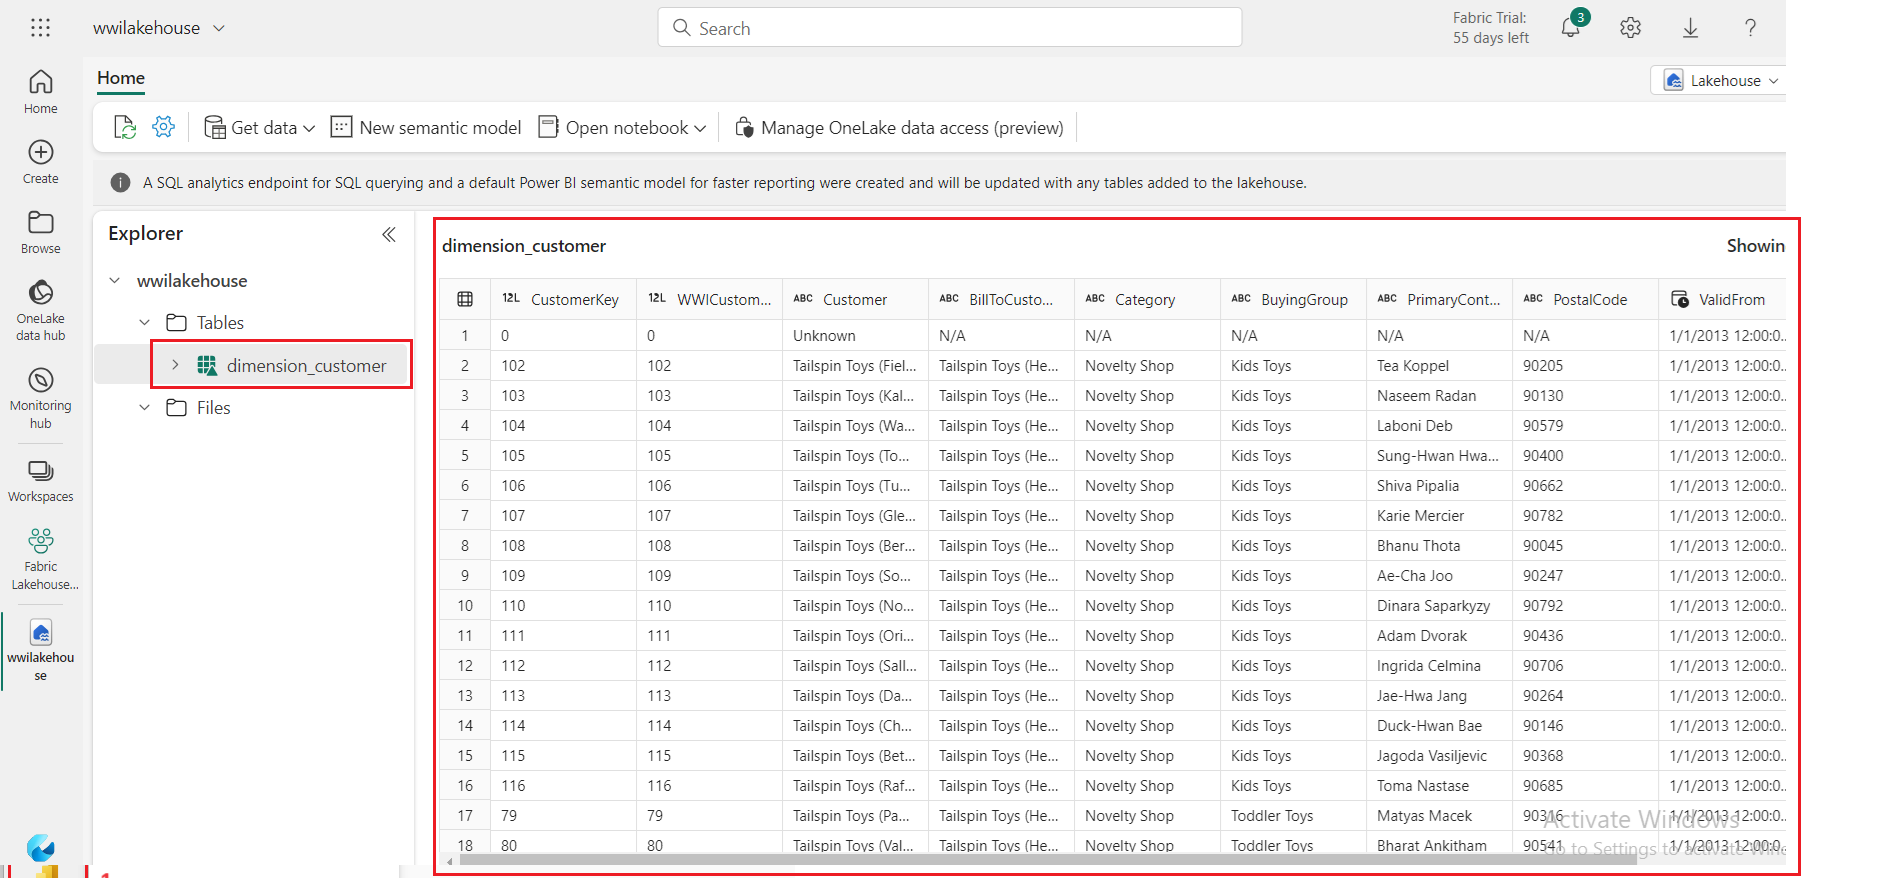 wwilakehouse
Search
Fabric Trial:
55 days left
3
?
Home
Create
Browse
OneLake
data hub
Monitoring
hub
Workspaces
Fabric
Lakehouse...
wwilakehou
se
Home
Lakehouse
Get data
New semantic model
Open notebook
Manage OneLake data access (preview)
A SQL analytics endpoint for SQL querying and a default Power BI semantic model for faster reporting were created and will be updated with any tables added to the lakehouse.
Explorer
wwilakehouse
Tables
dimension_customer
Files
dimension_customer
Showin
12L CustomerKey 12L WWICustom... ABC Customer ABC BillToCusto... ABC Category ABC BuyingGroup ABC PrimaryCont... ABC PostalCode ValidFrom
1 0 0 Unknown N/A N/A N/A N/A N/A 1/1/2013 12:00:0..
2 102 102 Tailspin Toys (Fiel... Tailspin Toys (He... Novelty Shop Kids Toys Tea Koppel 90205 1/1/2013 12:00:0..
3 103 103 Tailspin Toys (Kal... Tailspin Toys (He... Novelty Shop Kids Toys Naseem Radan 90130 1/1/2013 12:00:0..
4 104 104 Tailspin Toys (Wa... Tailspin Toys (He... Novelty Shop Kids Toys Laboni Deb 90579 1/1/2013 12:00:0..
5 105 105 Tailspin Toys (To... Tailspin Toys (He... Novelty Shop Kids Toys Sung-Hwan Hwa... 90400 1/1/2013 12:00:0..
6 106 106 Tailspin Toys (Tu... Tailspin Toys (He... Novelty Shop Kids Toys Shiva Pipalia 90662 1/1/2013 12:00:0..
7 107 107 Tailspin Toys (Gle... Tailspin Toys (He... Novelty Shop Kids Toys Karie Mercier 90782 1/1/2013 12:00:0..
8 108 108 Tailspin Toys (Ber... Tailspin Toys (He... Novelty Shop Kids Toys Bhanu Thota 90045 1/1/2013 12:00:0..
9 109 109 Tailspin Toys (So... Tailspin Toys (He... Novelty Shop Kids Toys Ae-Cha Joo 90247 1/1/2013 12:00:0..
10 110 110 Tailspin Toys (No... Tailspin Toys (He... Novelty Shop Kids Toys Dinara Saparkyzy 90792 1/1/2013 12:00:0..
11 111 111 Tailspin Toys (Ori... Tailspin Toys (He... Novelty Shop Kids Toys Adam Dvorak 90436 1/1/2013 12:00:0..
12 112 112 Tailspin Toys (Sall... Tailspin Toys (He... Novelty Shop Kids Toys Ingrida Celmina 90706 1/1/2013 12:00:0..
13 113 113 Tailspin Toys (Da... Tailspin Toys (He... Novelty Shop Kids Toys Jae-Hwa Jang 90264 1/1/2013 12:00:0..
14 114 114 Tailspin Toys (Ch... Tailspin Toys (He... Novelty Shop Kids Toys Duck-Hwan Bae 90146 1/1/2013 12:00:0..
15 115 115 Tailspin Toys (Bet... Tailspin Toys (He... Novelty Shop Kids Toys Jagoda Vasiljevic 90368 1/1/2013 12:00:0..
16 116 116 Tailspin Toys (Raf... Tailspin Toys (He... Novelty Shop Kids Toys Toma Nastase 90685 1/1/2013 12:00:0..
17 79 79 Tailspin Toys (Pa... Tailspin Toys (He... Novelty Shop Toddler Toys Matyas Macek 90316 1/1/2013 12:00:0..
18 80 80 Tailspin Toys (Val... Tailspin Toys (He... Novelty Shop Toddler Toys Bharat Ankitham 90541 1/1/2013 12:00:0..
Activate Windows
Go to Settings to activate Win